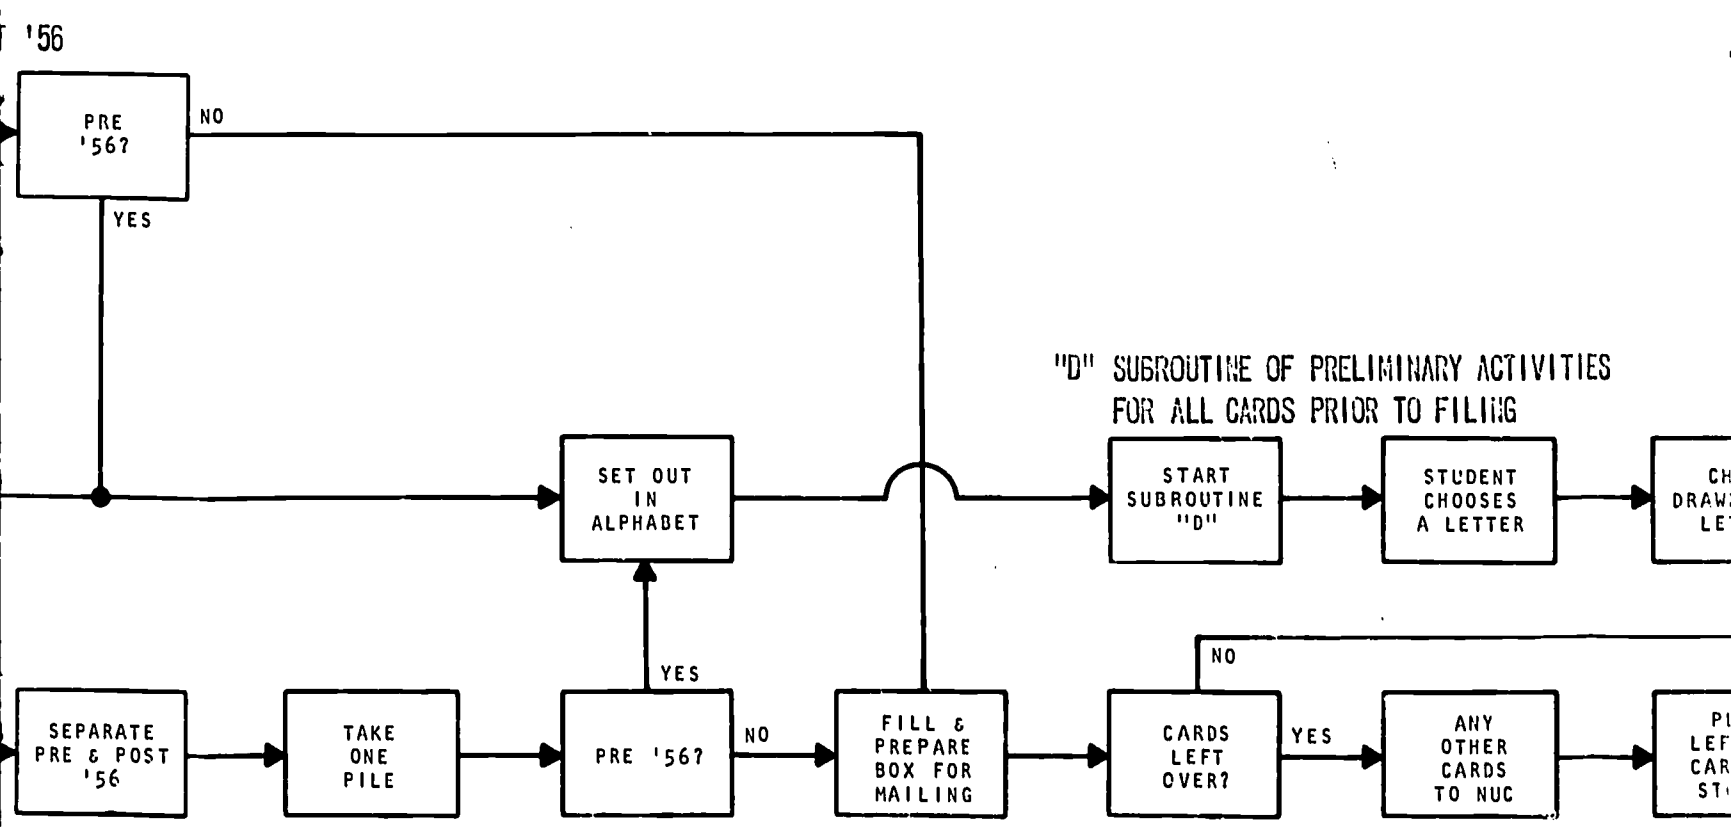 '56
PRE
'56?
NO
YES
"D" SUBROUTINE OF PRELIMINARY ACTIVITIES
FOR ALL CARDS PRIOR TO FILING
SET OUT
IN
ALPHABET
START
SUBROUTINE
"D"
STUDENT
CHOOSES
A LETTER
YES
NO
SEPARATE
PRE & POST
'56
TAKE
ONE
PILE
PRE '56?
NO
FILL &
PREPARE
BOX FOR
MAILING
CARDS
LEFT
OVER?
YES
ANY
OTHER
CARDS
TO NUC